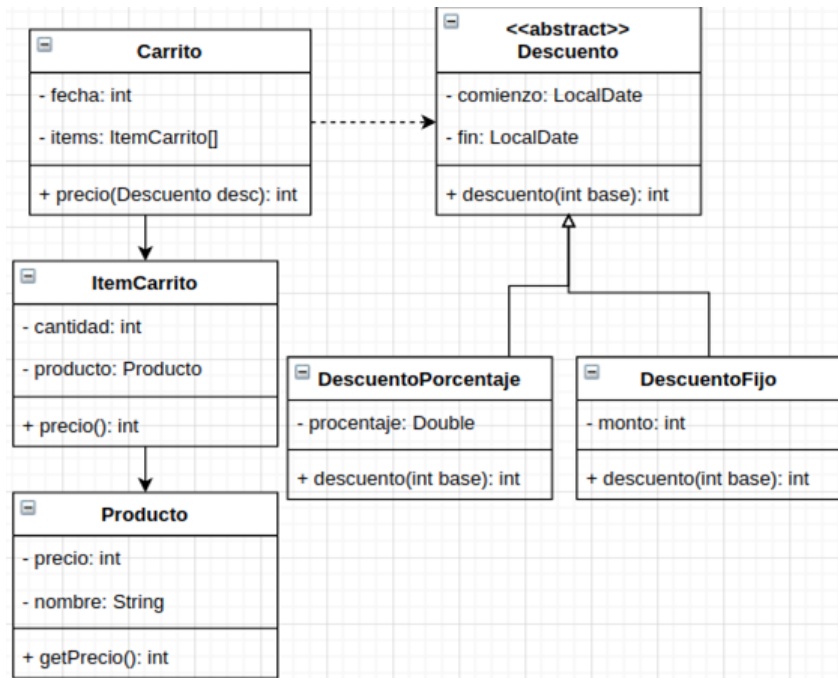 Carrito
- fecha: int
- items: ItemCarrito[]
+ precio(Descuento desc): int
<<abstract>>
Descuento
- comienzo: LocalDate
- fin: LocalDate
+ descuento(int base): int
ItemCarrito
- cantidad: int
- producto: Producto
+ precio(): int
DescuentoPorcentaje
- procentaje: Double
+ descuento(int base): int
DescuentoFijo
- monto: int
+ descuento(int base): int
Producto
- precio: int
- nombre: String
+ getPrecio(): int